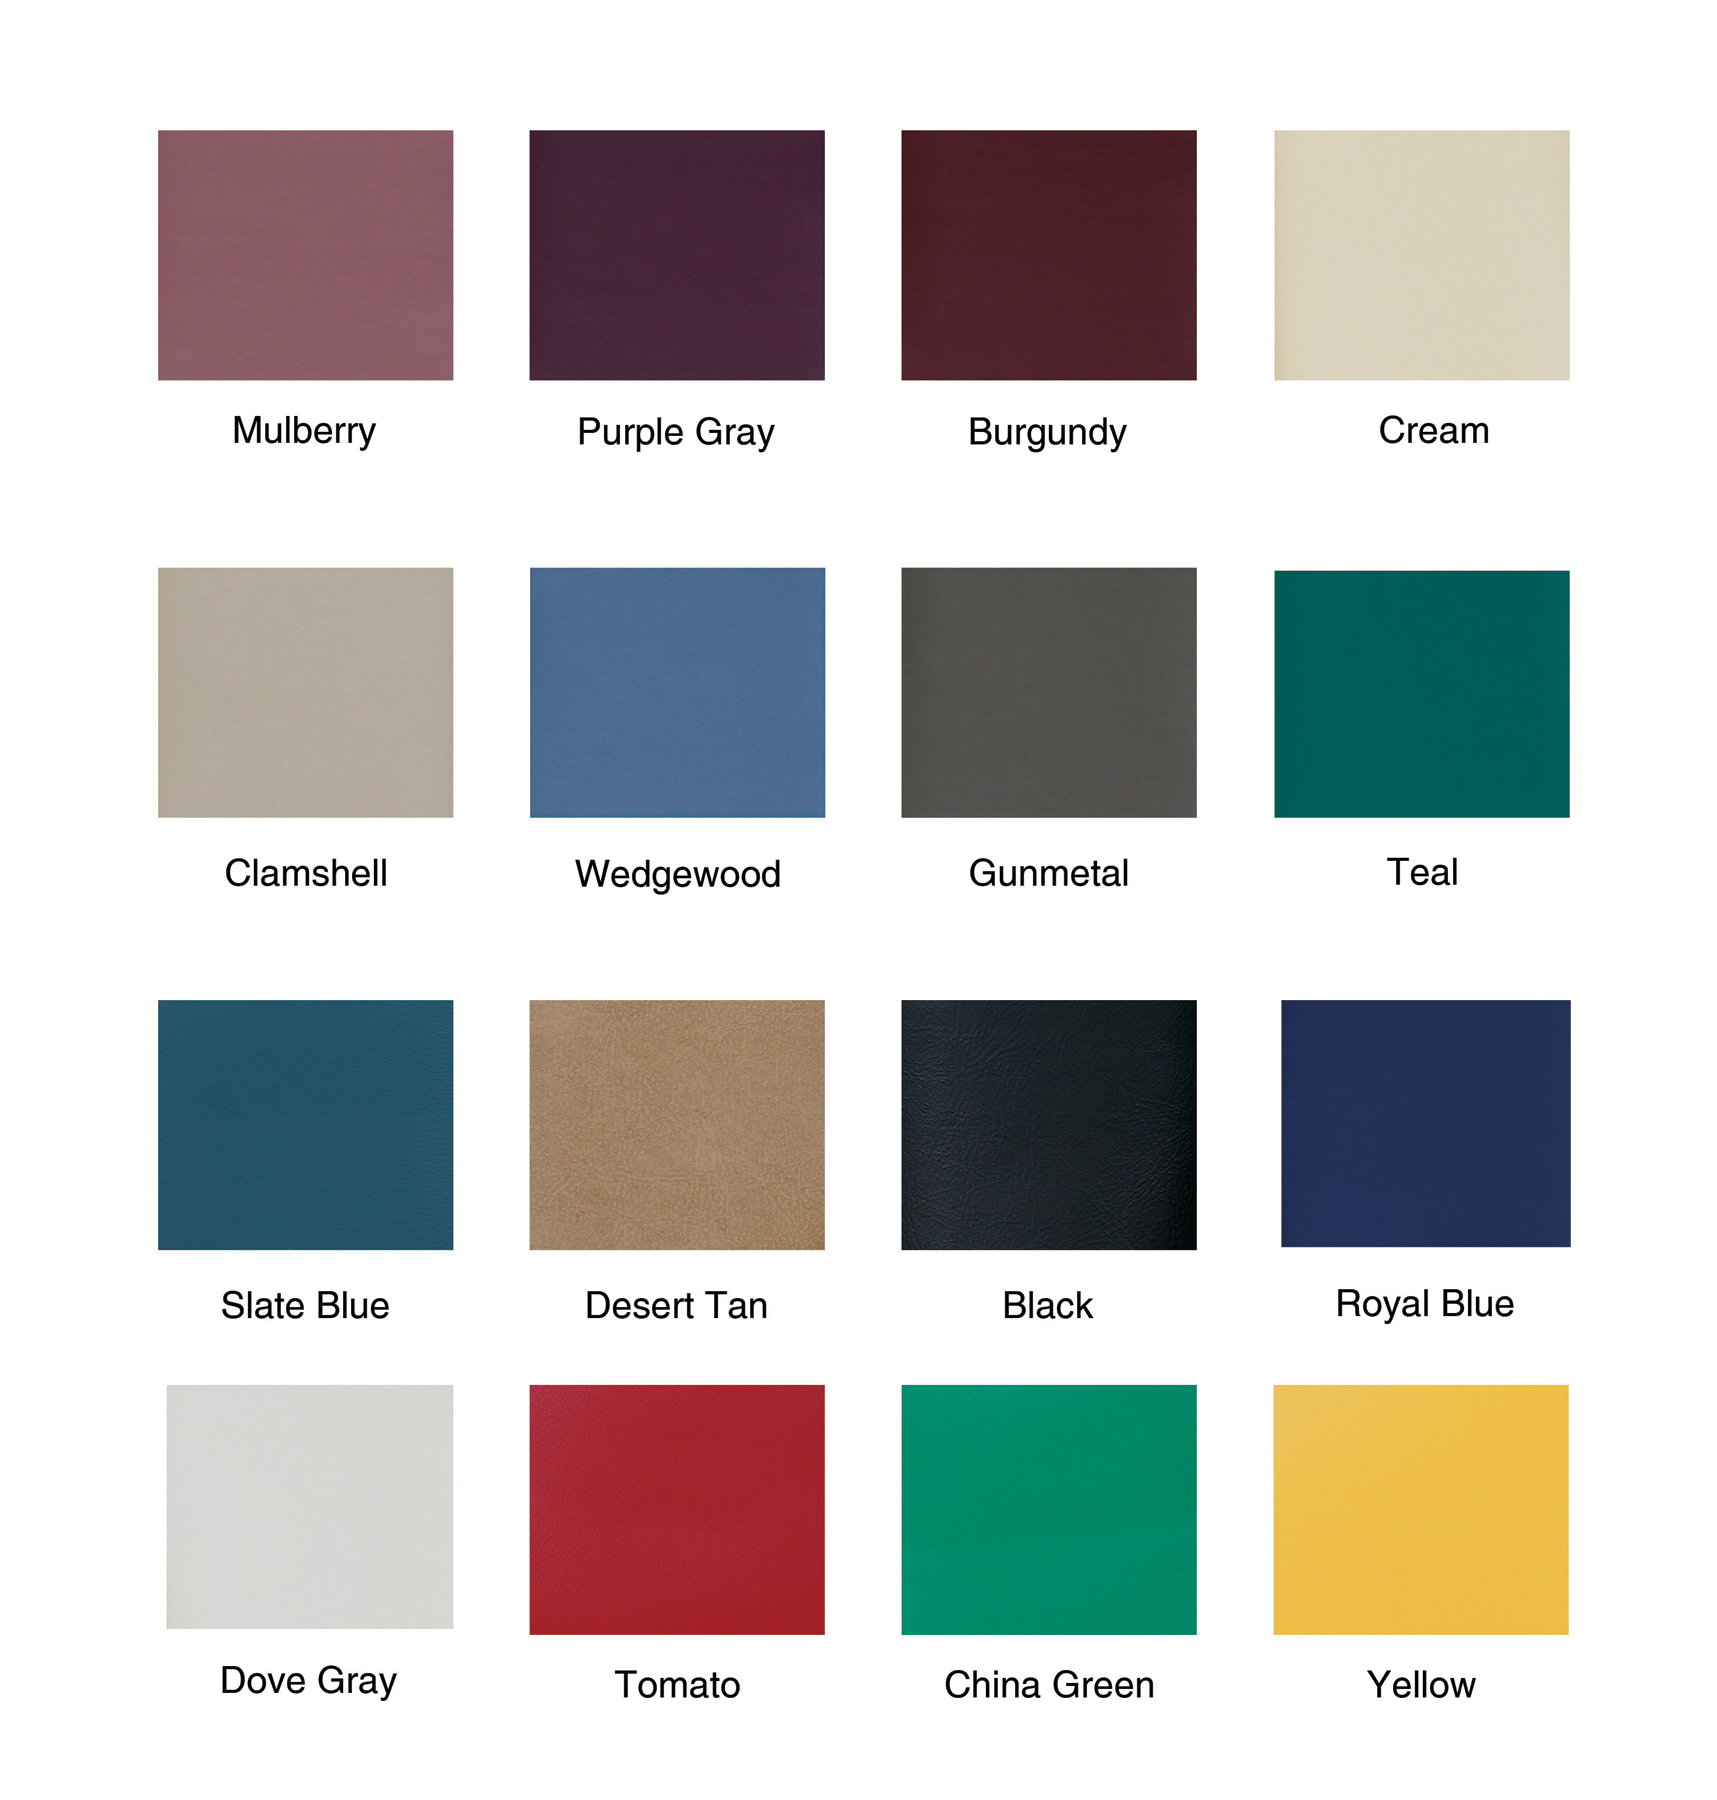 Mulberry
Purple Gray
Burgundy
Cream
Clamshell
Wedgewood
Gunmetal
Teal
Slate Blue
Desert Tan
Black
Royal Blue
Dove Gray
Tomato
China Green
Yellow